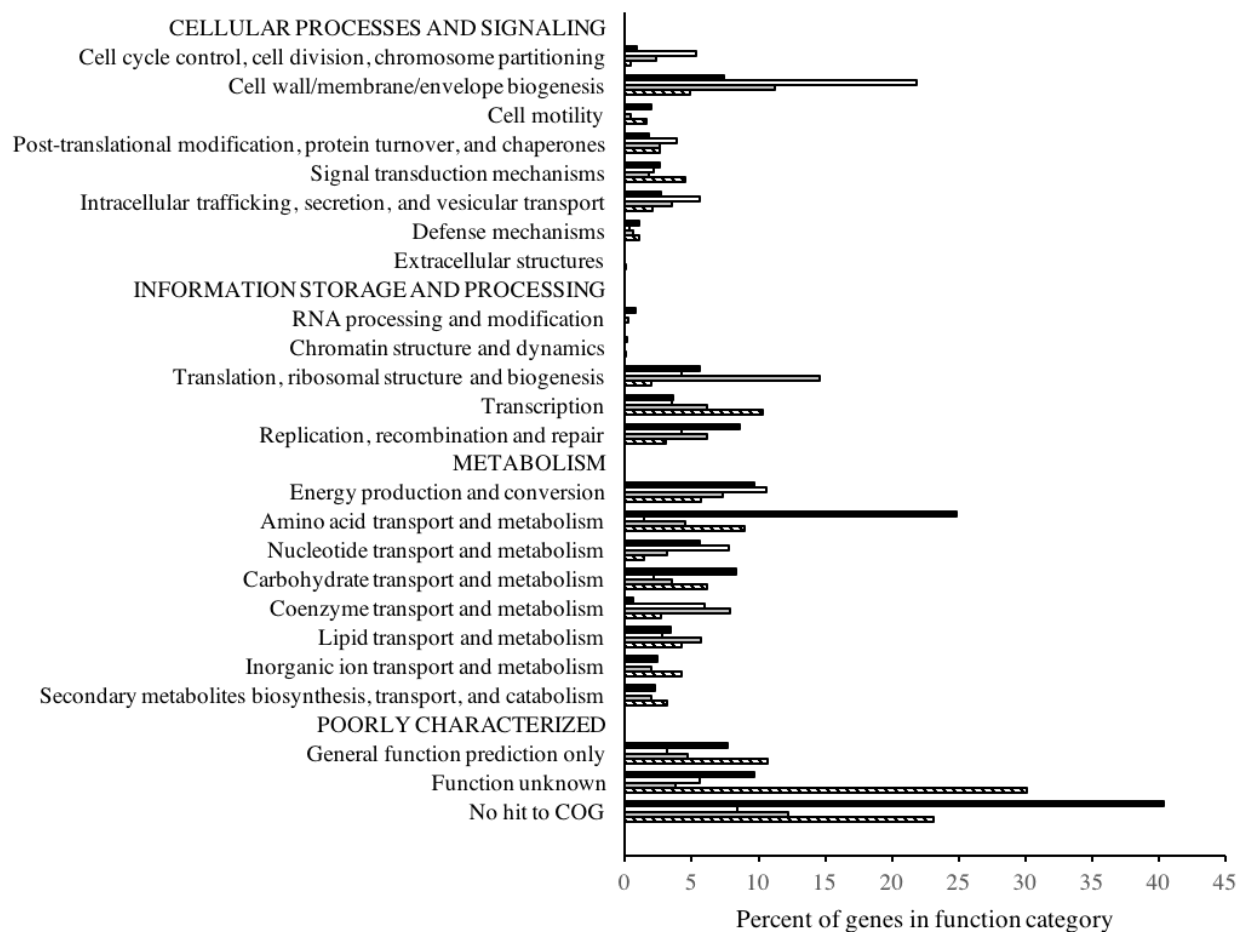 CELLULAR PROCESSES AND SIGNALING
Cell cycle control, cell division, chromosome partitioning
Cell wall/membrane/envelope biogenesis
Cell motility
Post-translational modification, protein turnover, and chaperones
Signal transduction mechanisms
Intracellular trafficking, secretion, and vesicular transport
Defense mechanisms
Extracellular structures
INFORMATION STORAGE AND PROCESSING
RNA processing and modification
Chromatin structure and dynamics
Translation, ribosomal structure and biogenesis
Transcription
Replication, recombination and repair
METABOLISM
Energy production and conversion
Amino acid transport and metabolism
Nucleotide transport and metabolism
Carbohydrate transport and metabolism
Coenzyme transport and metabolism
Lipid transport and metabolism
Inorganic ion transport and metabolism
Secondary metabolites biosynthesis, transport, and catabolism
POORLY CHARACTERIZED
General function prediction only
Function unknown
No hit to COG
0 5 10 15 20 25 30 35 40 45
Percent of genes in function category